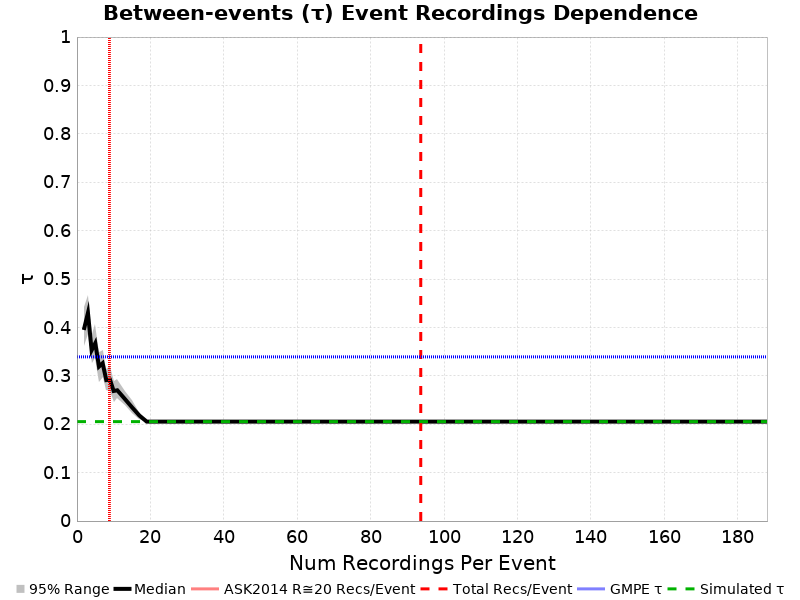 Between-events (τ) Event Recordings Dependence
1
0.9
0.8
0.7
0.6
0.5
0.4
0.3
0.2
0.1
0
τ
0 20 40 60 80 100 120 140 160 180
Num Recordings Per Event
95% Range Median ASK2014 R≅20 Recs/Event Total Recs/Event GMPE τ Simulated τ